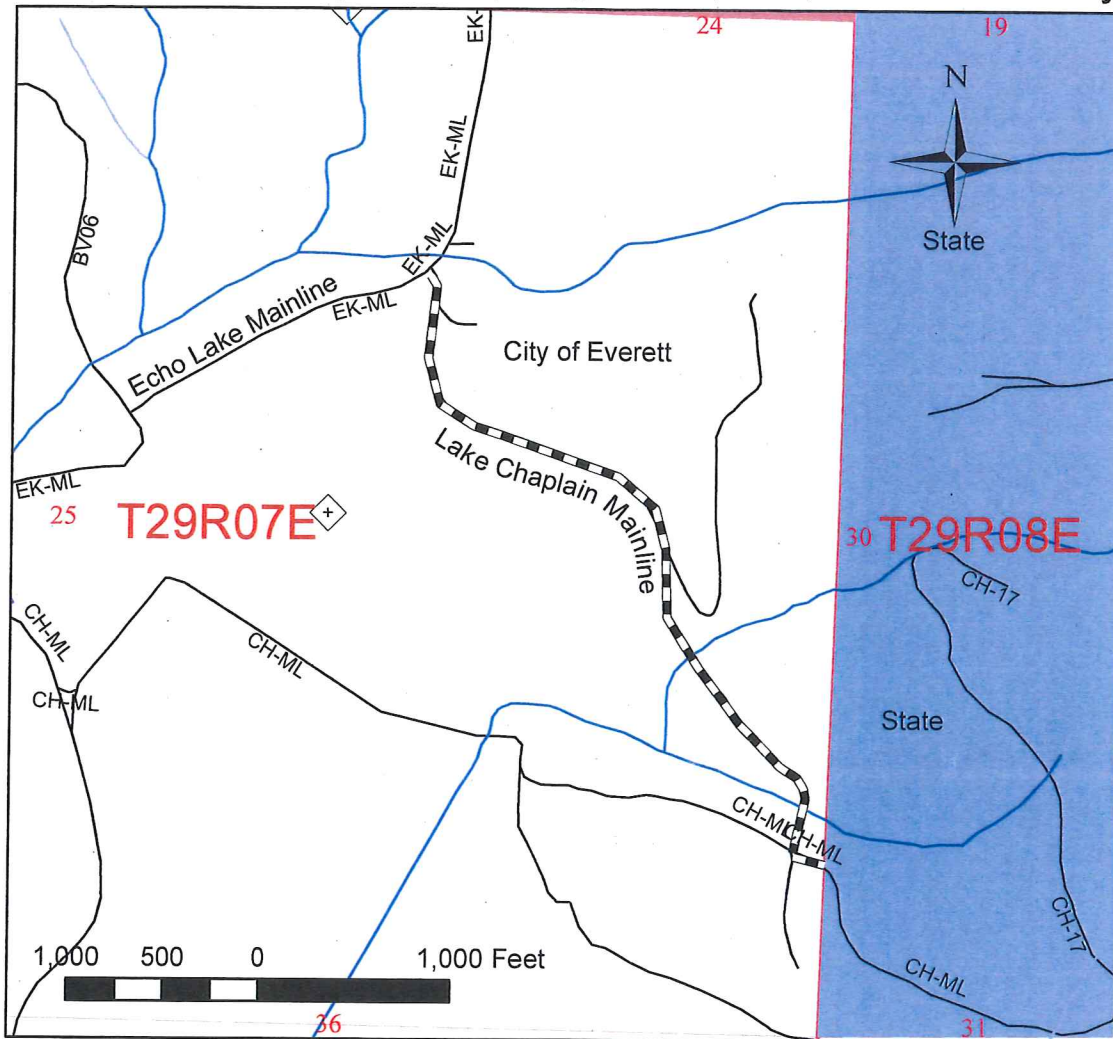 24
19
N
EK-
EK-ML
BV06
EK-ML
State
EK-ML
Echo Lake Mainline
City of Everett
Lake Chaplain Mainline
EK-ML
25
T29R07E
30
T29R08E
CH-17
CH-ML
CH-ML
CH-ML
State
CH-ML
CH-ML
CH-17
1,000 500 0 1,000 Feet
CH-ML
36
31